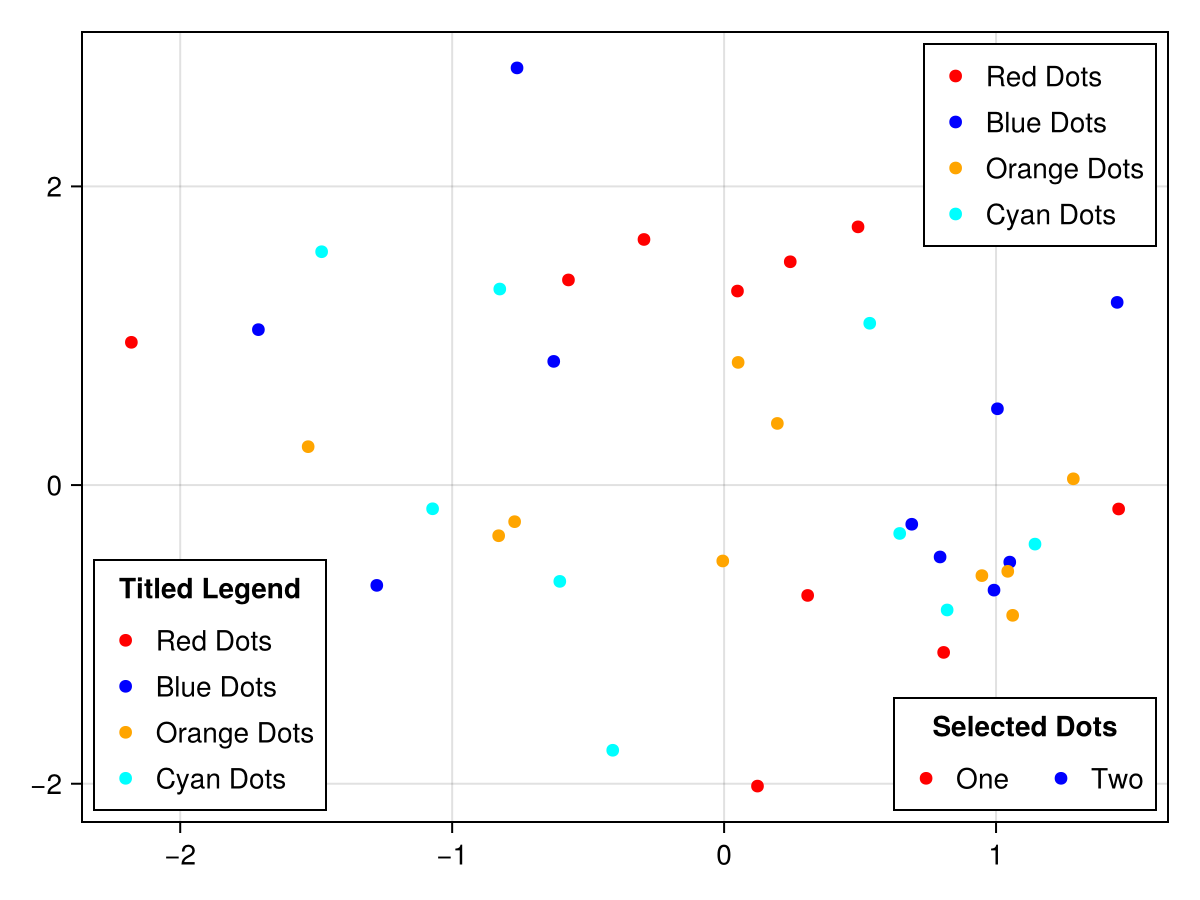 Red Dots
Blue Dots
Orange Dots
Cyan Dots
2
0
−2
Titled Legend
Red Dots
Blue Dots
Orange Dots
Cyan Dots
Selected Dots
One Two
−2 −1 0 1